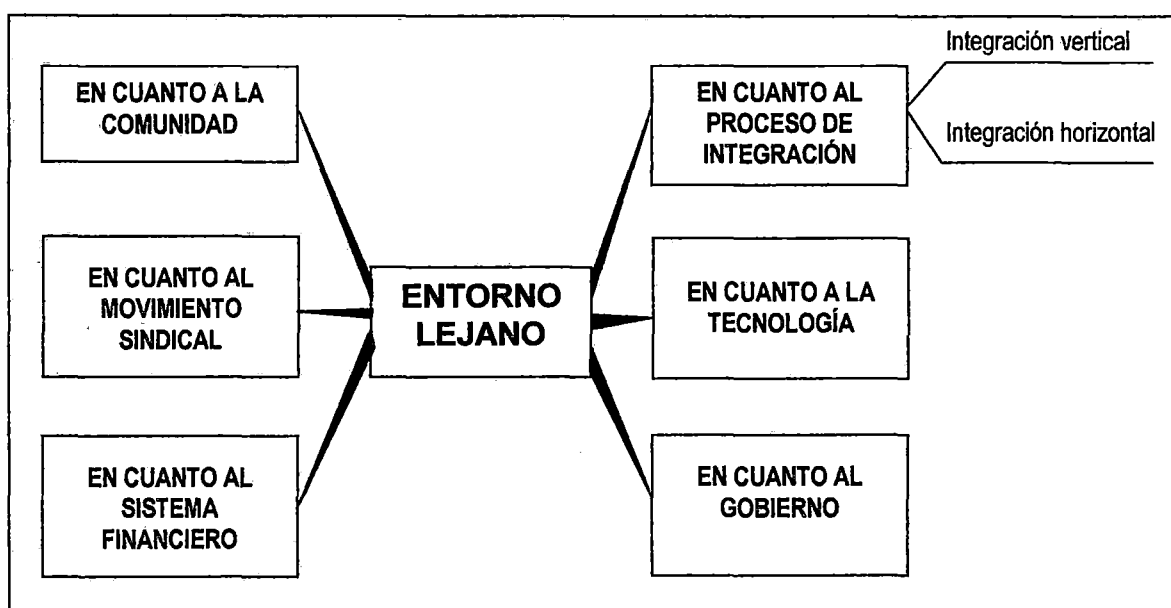 EN CUANTO A LA
COMUNIDAD
EN CUANTO AL
MOVIMIENTO
SINDICAL
EN CUANTO AL
SISTEMA
FINANCIERO
ENTORNO
LEJANO
EN CUANTO AL
PROCESO DE
INTEGRACIÓN
Integración vertical
Integración horizontal
EN CUANTO A LA
TECNOLOGÍA
EN CUANTO AL
GOBIERNO